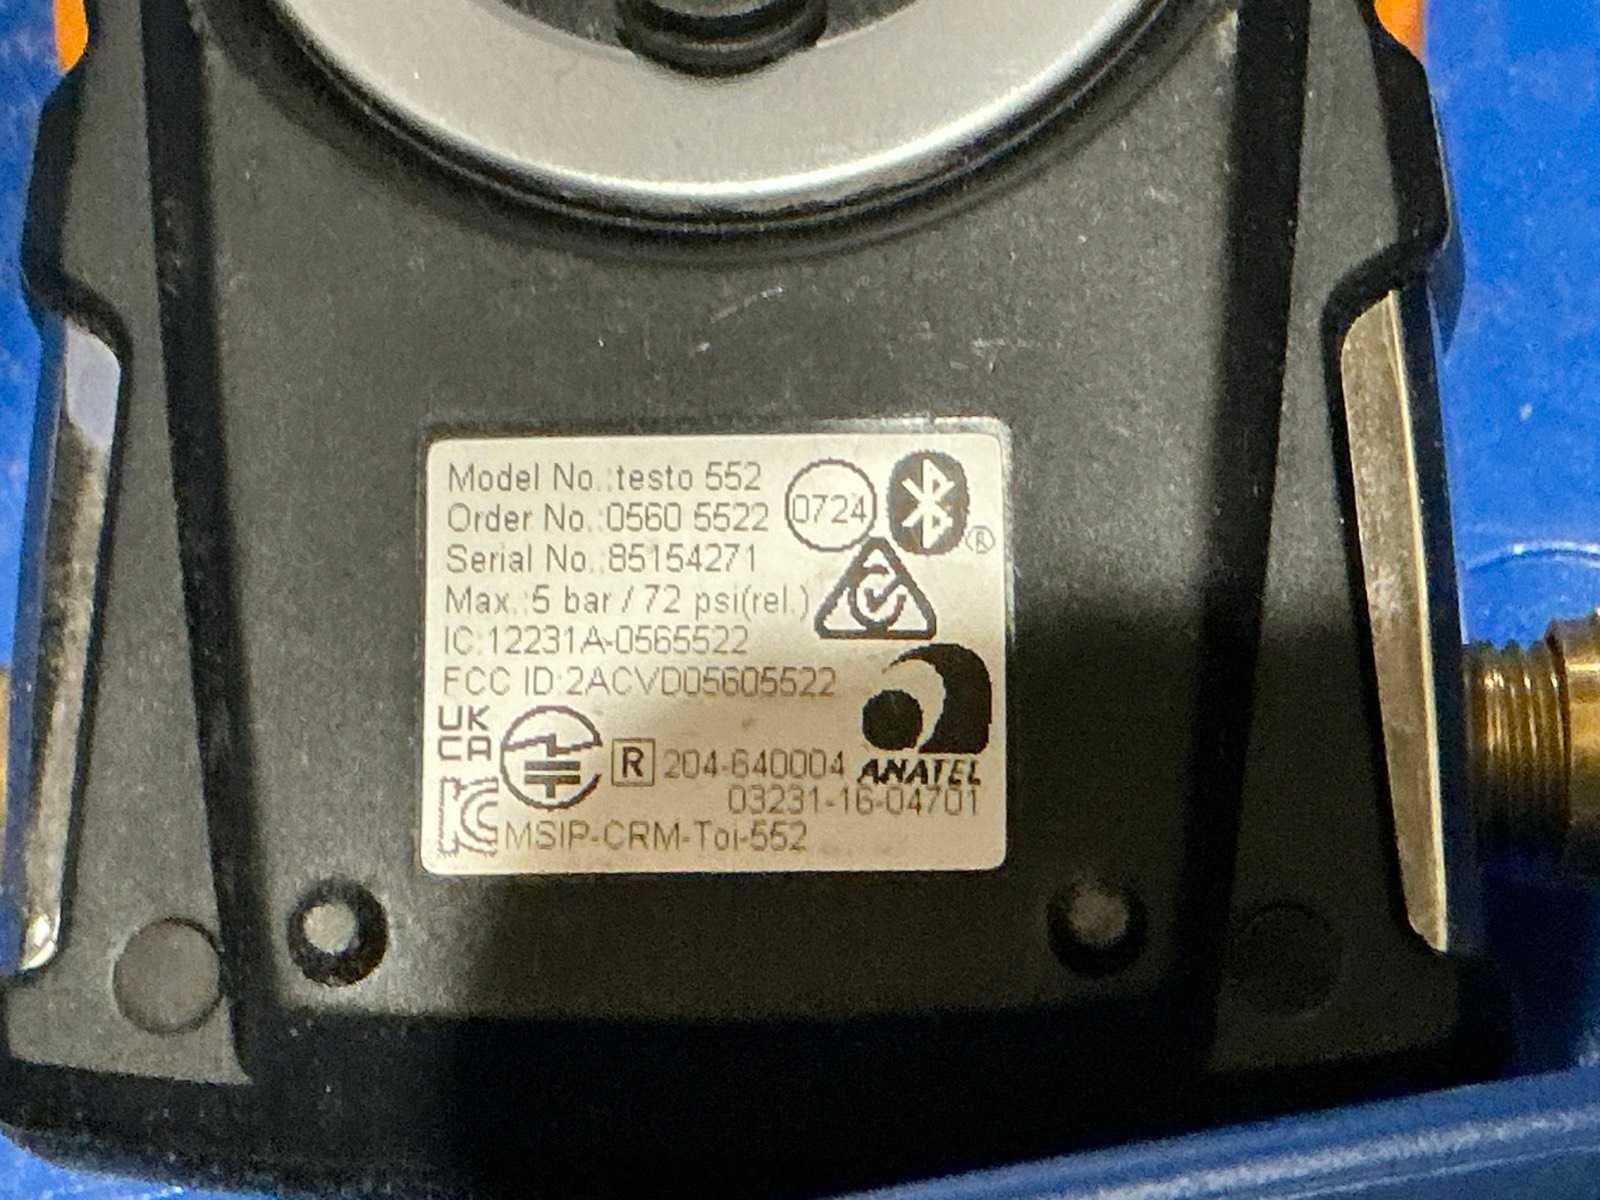 Model No.:testo 552
Order No.:0560 5522
0724
Serial No.:85154271
Max.:5 bar / 72 psi(rel.)
IC:12231A-0565522
FCC ID:2ACVD05605522
UK
CA
R 204-640004
ANATEL
03231-16-04701
MSIP-CRM-Toi-552